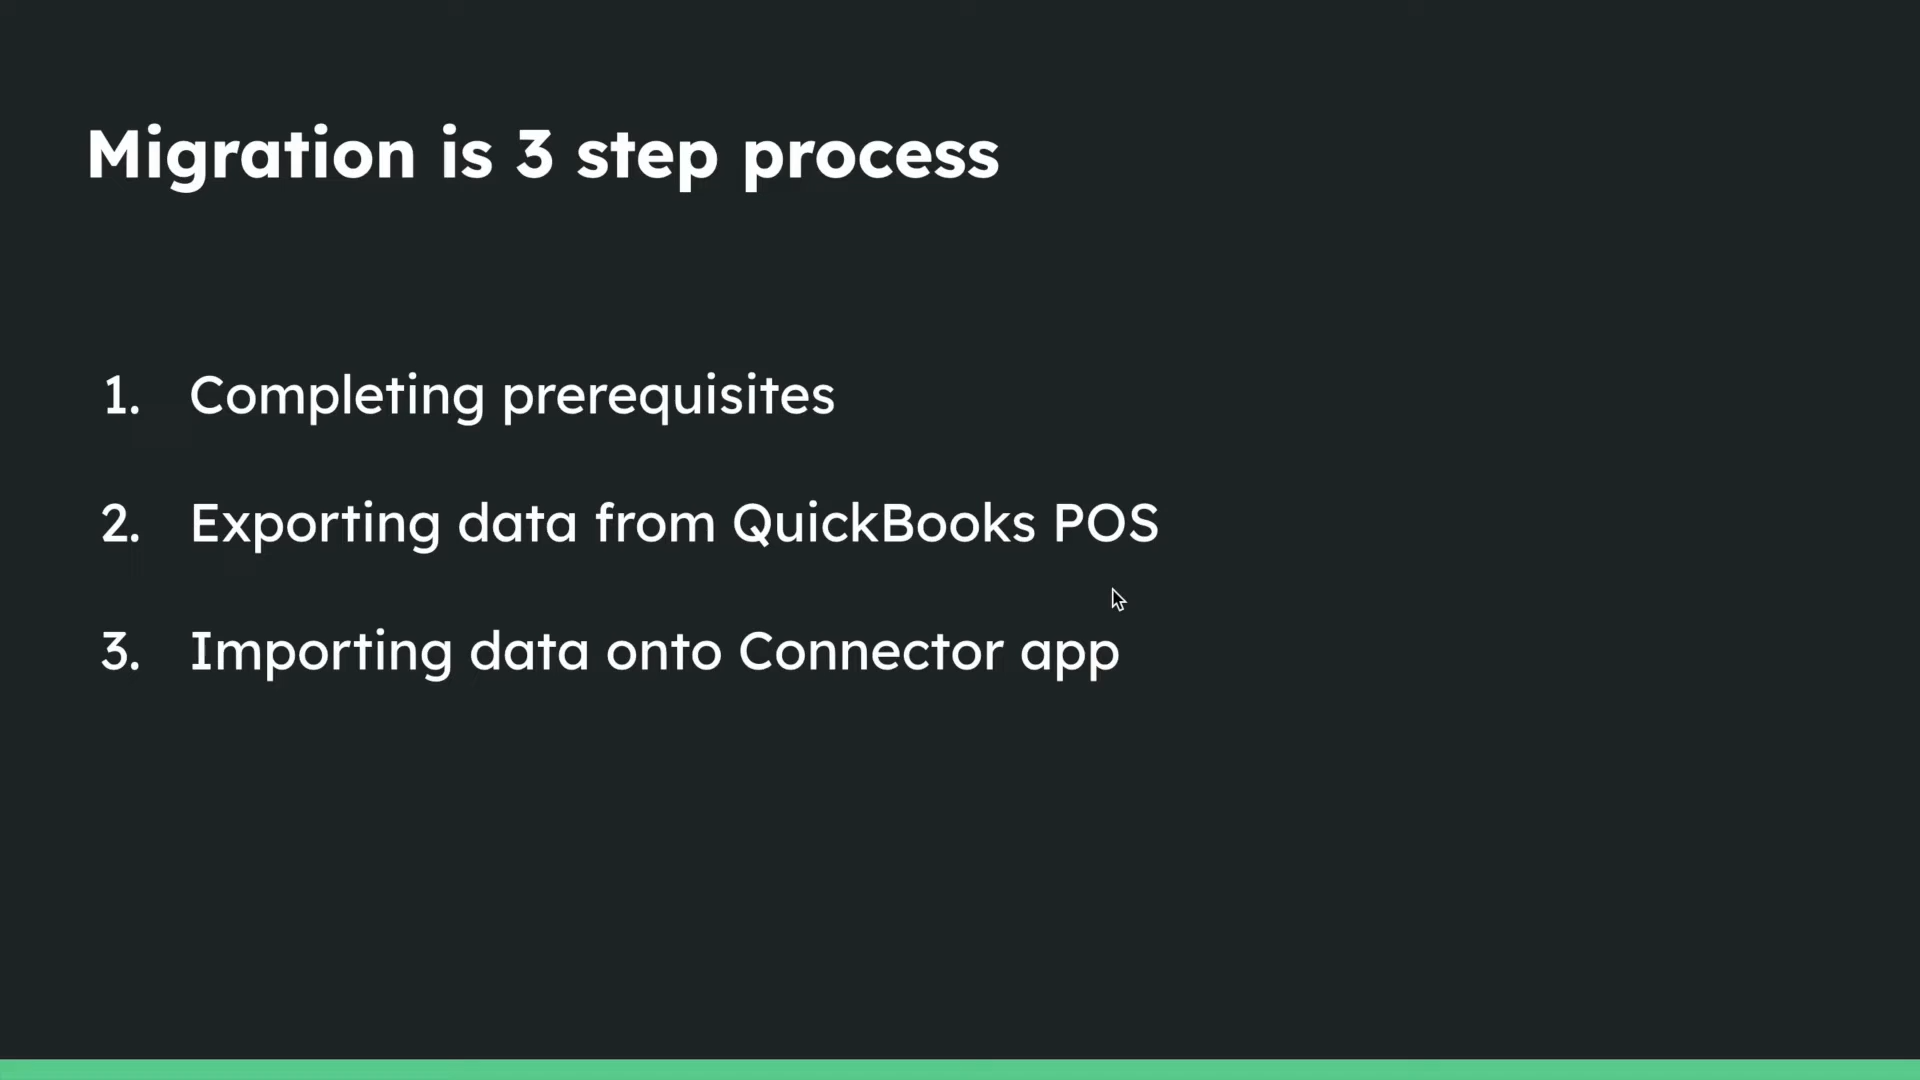 Migration is 3 step process
1. Completing prerequisites
2. Exporting data from QuickBooks POS
3. Importing data onto Connector app